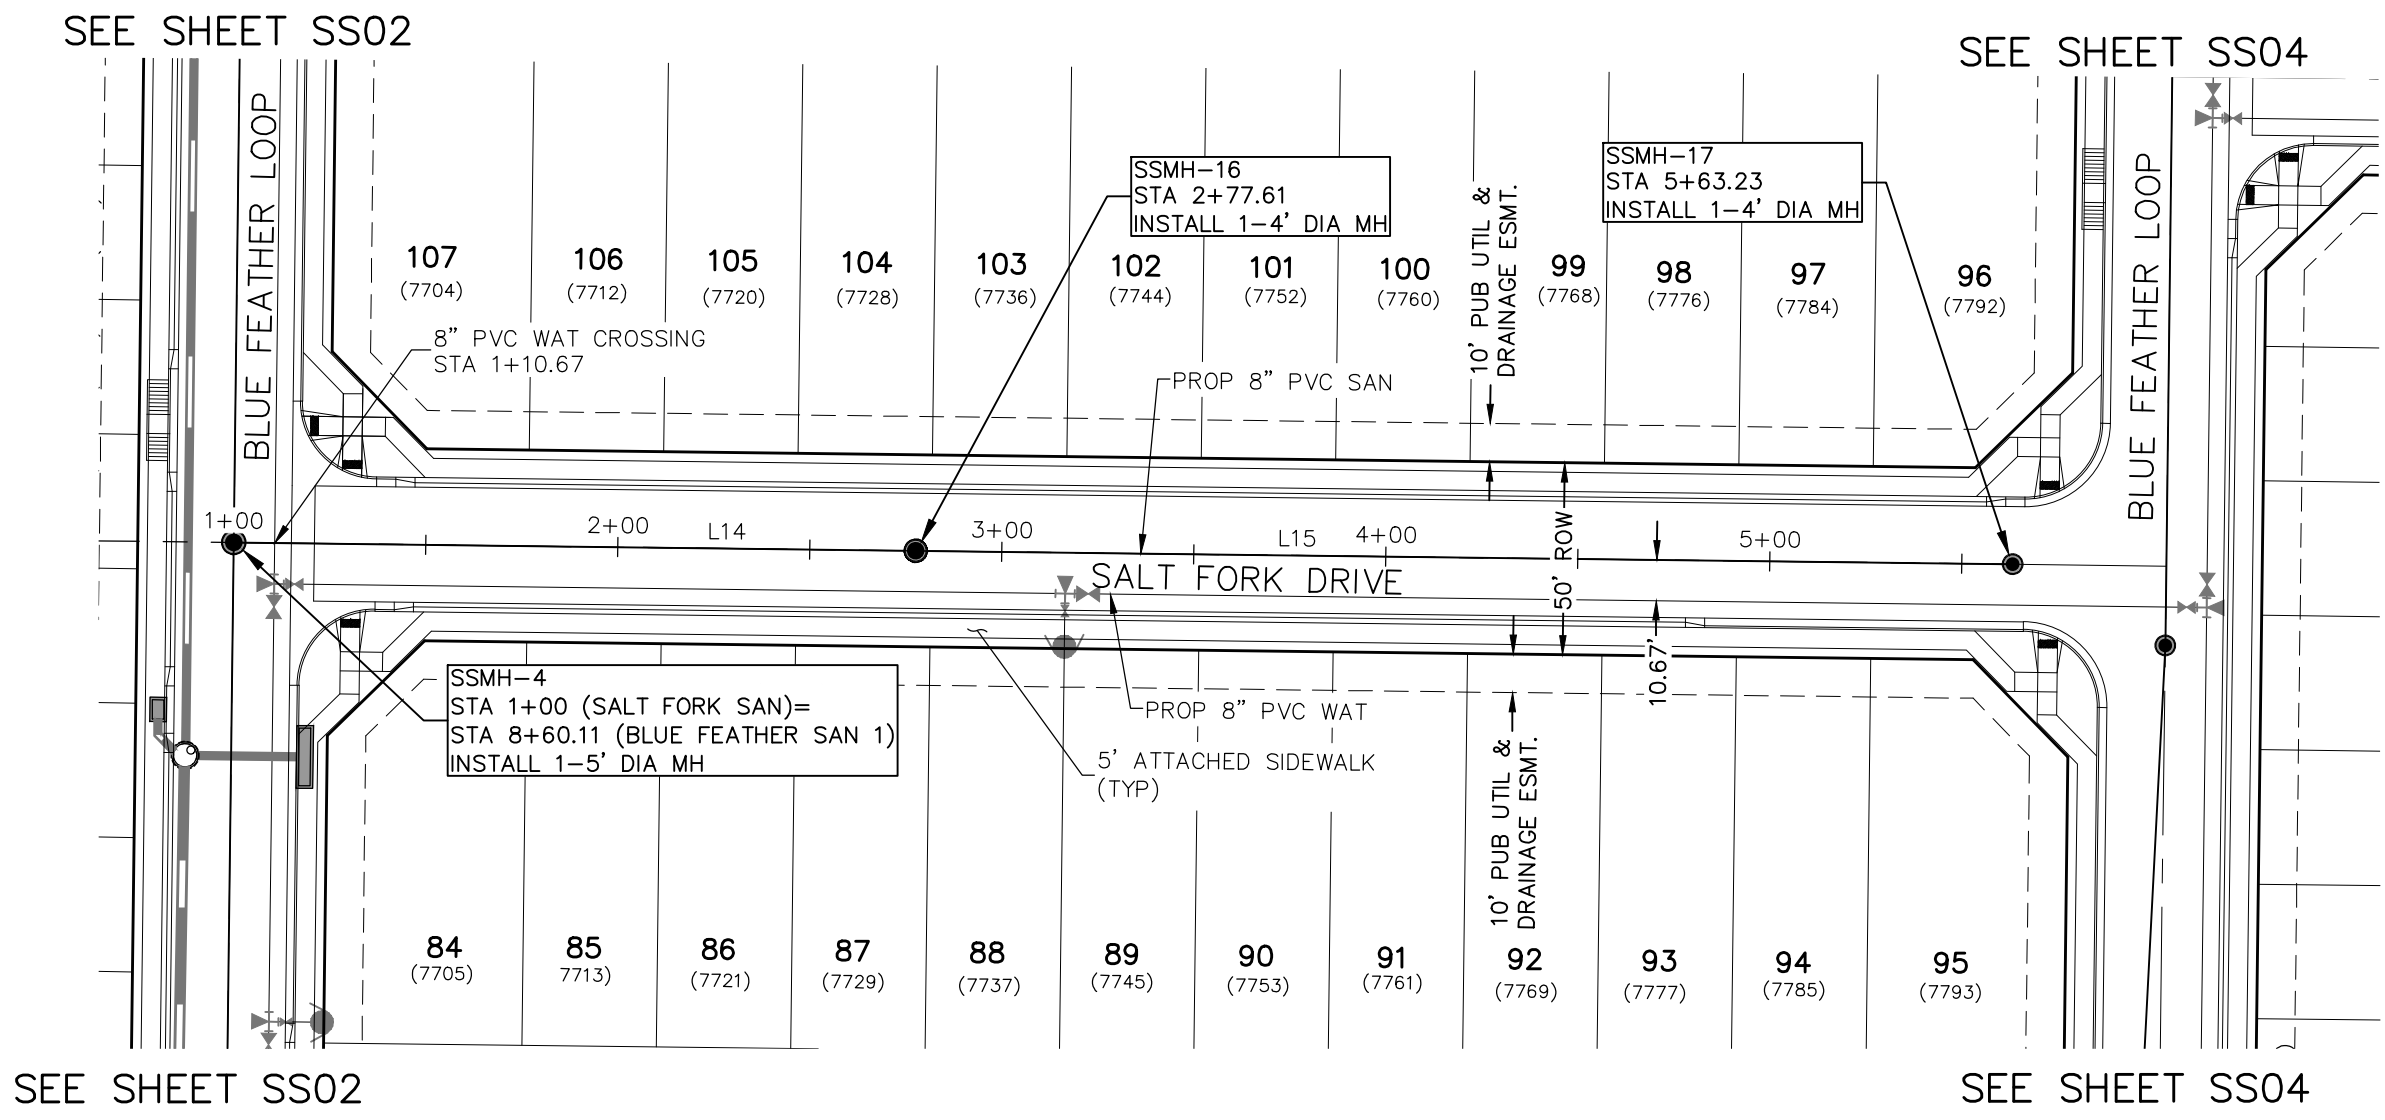 SEE SHEET SS02
SEE SHEET SS04
BLUE FEATHER LOOP
BLUE FEATHER LOOP
SSMH-16
STA 2+77.61
INSTALL 1-4' DIA MH
SSMH-17
STA 5+63.23
INSTALL 1-4' DIA MH
10' PUB UTIL &
DRAINAGE ESMT.
107
(7704)
106
(7712)
105
(7720)
104
(7728)
103
(7736)
102
(7744)
101
(7752)
100
(7760)
99
(7768)
98
(7776)
97
(7784)
96
(7792)
8" PVC WAT CROSSING
STA 1+10.67
PROP 8" PVC SAN
1+00
2+00
L14
3+00
L15
4+00
5+00
50' ROW
SALT FORK DRIVE
10.67'
SSMH-4
STA 1+00 (SALT FORK SAN)=
STA 8+60.11 (BLUE FEATHER SAN 1)
INSTALL 1-5' DIA MH
PROP 8" PVC WAT
5' ATTACHED SIDEWALK
(TYP)
10' PUB UTIL &
DRAINAGE ESMT.
84
(7705)
85
7713)
86
(7721)
87
(7729)
88
(7737)
89
(7745)
90
(7753)
91
(7761)
92
(7769)
93
(7777)
94
(7785)
95
(7793)
SEE SHEET SS02
SEE SHEET SS04